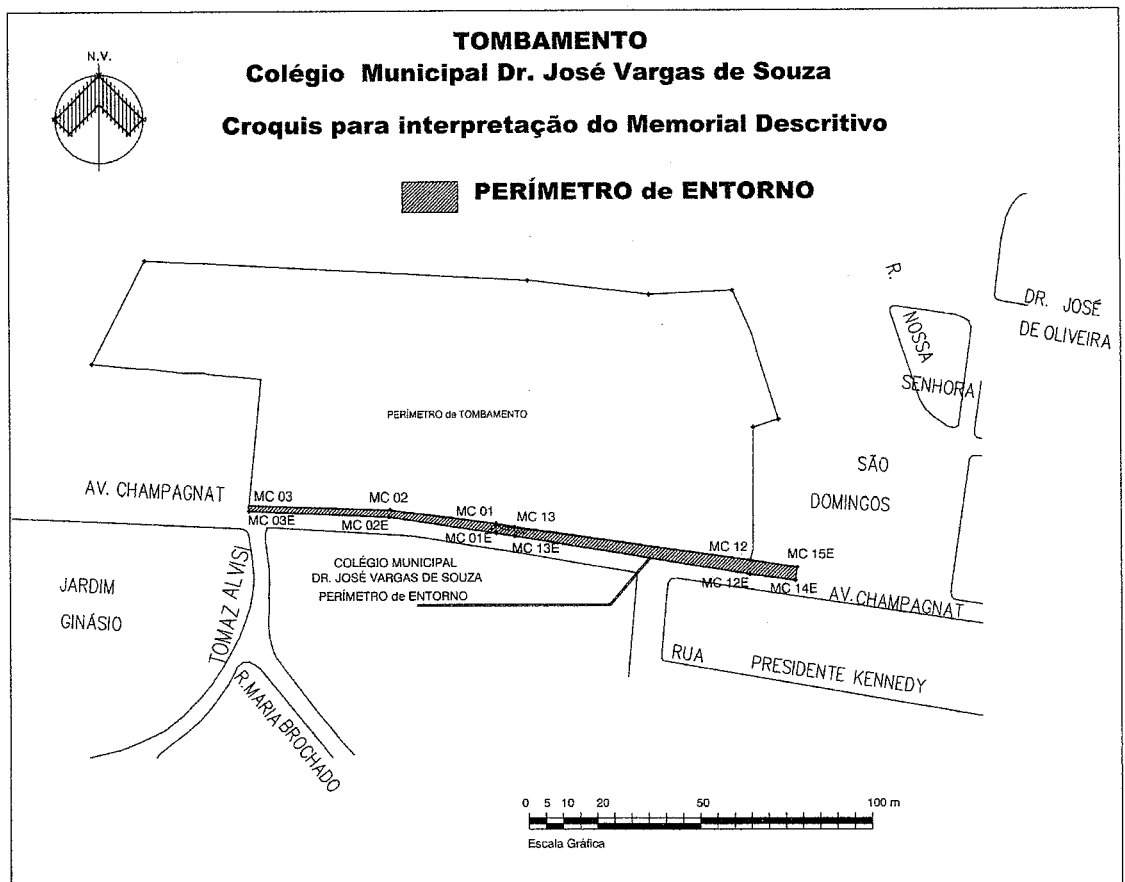 TOMBAMENTO
Colégio Municipal Dr. José Vargas de Souza
Croquis para interpretação do Memorial Descritivo
N.V.
PERÍMETRO de ENTORNO
R.
NOSSA
SENHORA
DR. JOSÉ
DE OLIVEIRA
PERÍMETRO de TOMBAMENTO
SÃO
DOMINGOS
AV. CHAMPAGNAT
MC 03
MC 02
MC 01
MC 13
MC 12
MC 15E
MC 03E
MC 02E
MC 01E
MC 13E
MC 12E
MC 14E
AV. CHAMPAGNAT
COLÉGIO MUNICIPAL
DR. JOSÉ VARGAS DE SOUZA
PERÍMETRO de ENTORNO
JARDIM
GINÁSIO
TOMAZ ALVISI
R.MARIA BROCHADO
RUA PRESIDENTE KENNEDY
0 5 10 20 50 100 m
Escala Gráfica